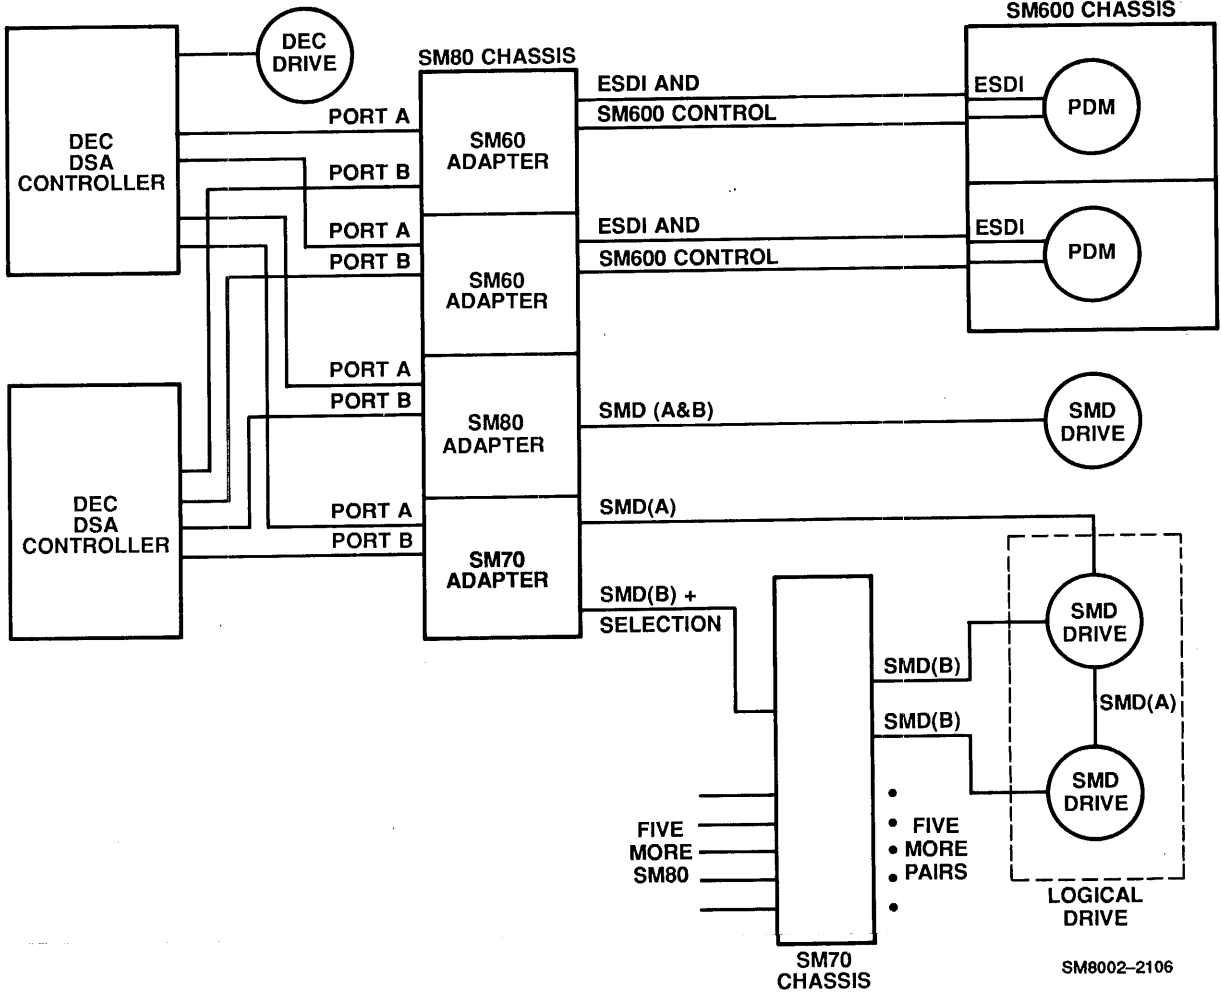 SM600 CHASSIS
DEC
DRIVE
SM80 CHASSIS
DEC
DSA
CONTROLLER
PORT A
PORT B
PORT A
PORT B
SM60
ADAPTER
ESDI AND
SM600 CONTROL
ESDI
PDM
SM60
ADAPTER
ESDI AND
SM600 CONTROL
ESDI
PDM
PORT A
PORT B
SM80
ADAPTER
SMD (A&B)
SMD
DRIVE
DEC
DSA
CONTROLLER
PORT A
PORT B
SM70
ADAPTER
SMD(A)
SMD(B) +
SELECTION
SMD(B)
SMD
DRIVE
SMD(A)
SMD(B)
SMD
DRIVE
FIVE
MORE
SM80
FIVE
MORE
PAIRS
LOGICAL
DRIVE
SM70
CHASSIS
SM8002–2106